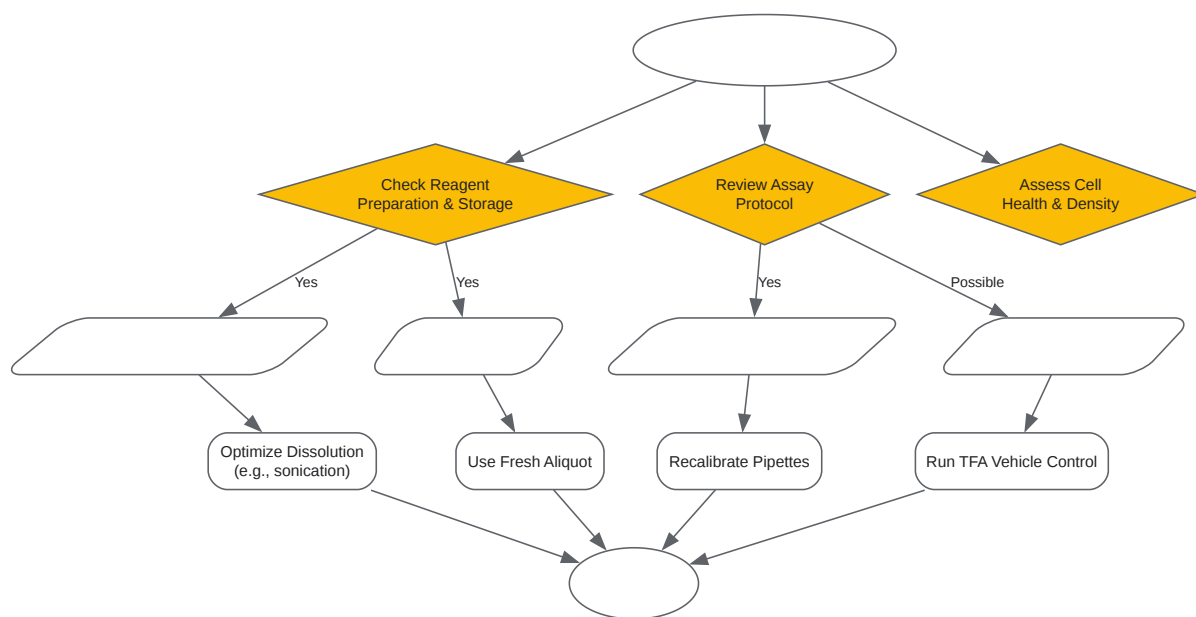 Check Reagent
Preparation & Storage
Review Assay
Protocol
Assess Cell
Health & Density
Yes
Yes
Yes
Possible
Optimize Dissolution
(e.g., sonication)
Use Fresh Aliquot
Recalibrate Pipettes
Run TFA Vehicle Control